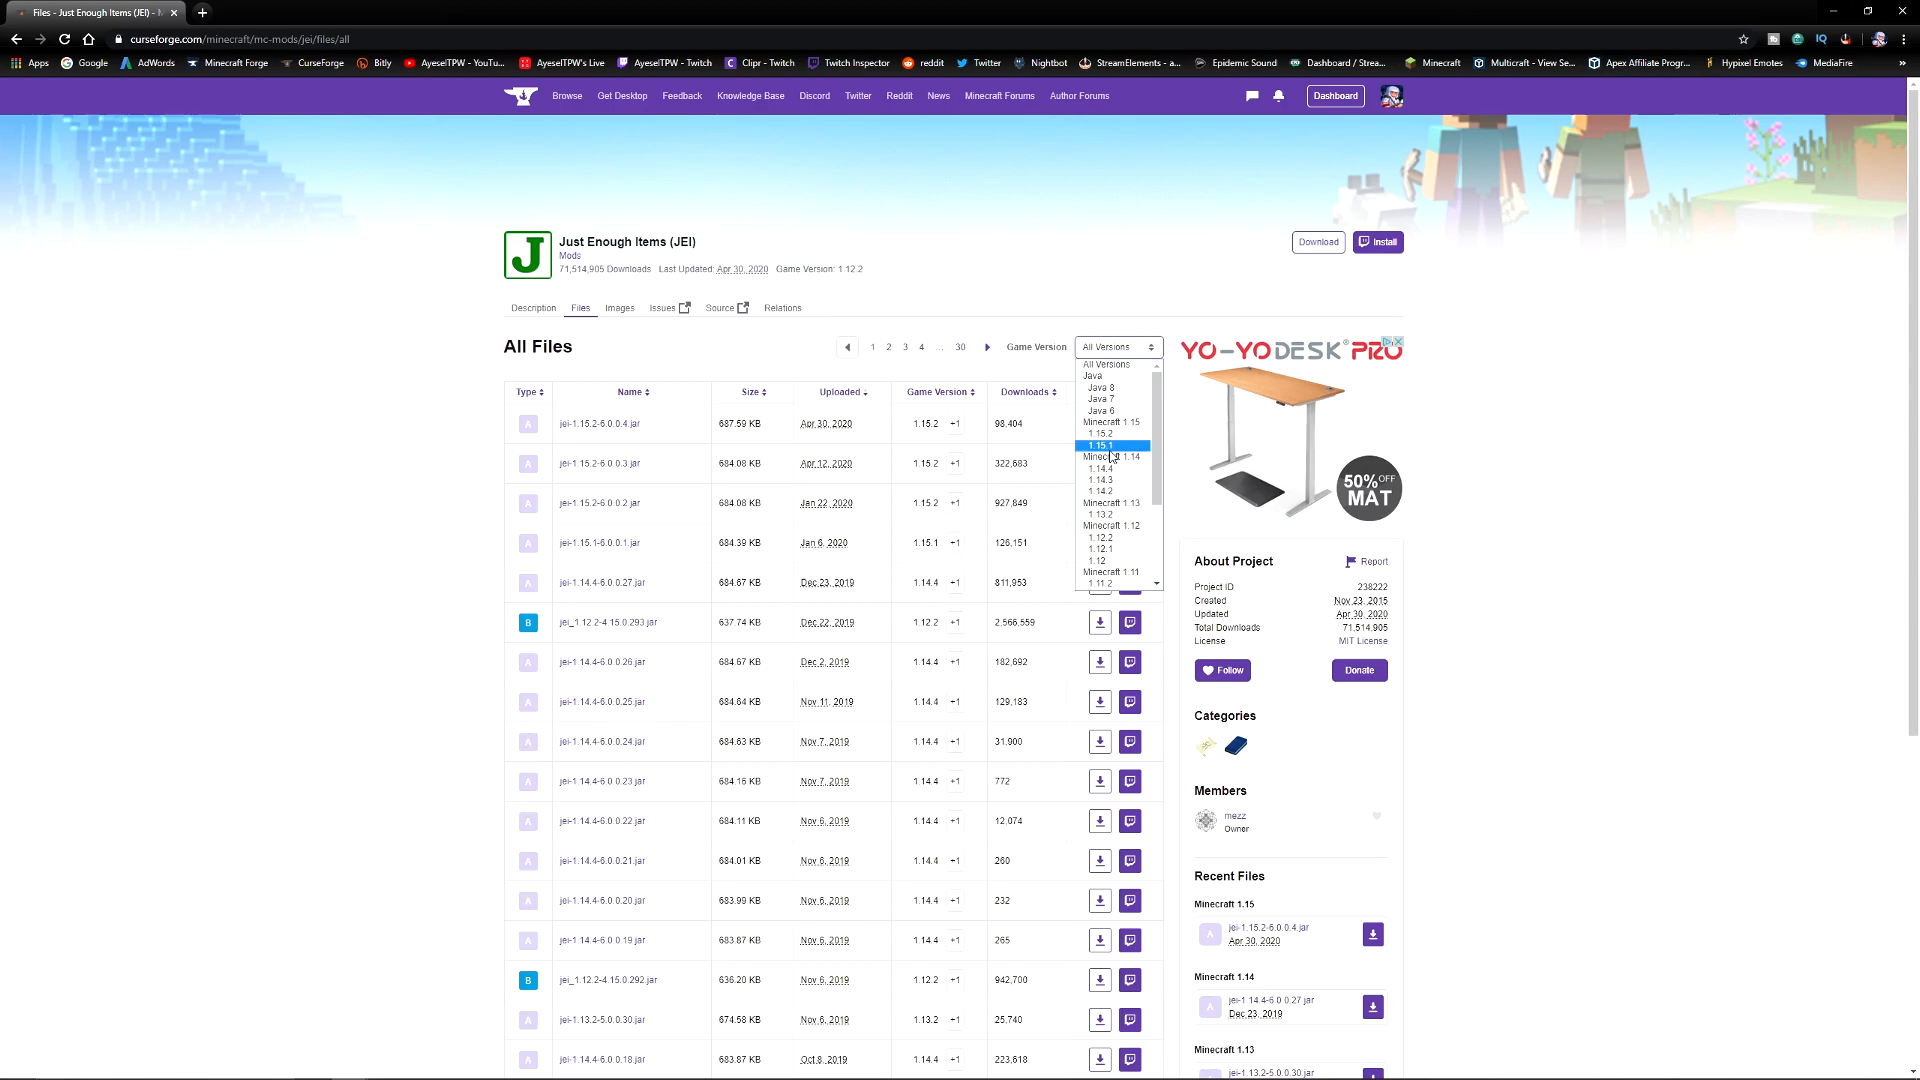 Files - Just Enough Items (JEI) - M
curseforge.com/minecraft/mc-mods/jei/files/all
Apps Google AdWords Minecraft Forge CurseForge Bitly AyeselTPW - YouTu... AyeselTPW's Live AyeselTPW - Twitch Clipr - Twitch Twitch Inspector reddit Twitter Nightbot StreamElements - a... Epidemic Sound Dashboard / Strea... Minecraft Multicraft - View Se... Apex Affiliate Progr... Hypixel Emotes MediaFire »
Browse Get Desktop Feedback Knowledge Base Discord Twitter Reddit News Minecraft Forums Author Forums Dashboard
J
Just Enough Items (JEI)
Mods
71,514,905 Downloads Last Updated: Apr 30, 2020 Game Version: 1.12.2
Download Install
Description Files Images Issues Source Relations
All Files
1 2 3 4 ... 30 Game Version All Versions
All Versions
Java
Java 8
Java 7
Java 6
Minecraft 1.15
1.15.2
1.15.1
Minecraft 1.14
1.14.4
1.14.3
1.14.2
Minecraft 1.13
1.13.2
Minecraft 1.12
1.12.2
1.12.1
1.12
Minecraft 1.11
1.11.2
Type Name Size Uploaded Game Version Downloads
A jei-1.15.2-6.0.0.4.jar 687.59 KB Apr 30, 2020 1.15.2 +1 98,404
A jei-1.15.2-6.0.0.3.jar 684.08 KB Apr 12, 2020 1.15.2 +1 322,683
A jei-1.15.2-6.0.0.2.jar 684.08 KB Jan 22, 2020 1.15.2 +1 927,849
A jei-1.15.1-6.0.0.1.jar 684.39 KB Jan 6, 2020 1.15.1 +1 126,151
A jei-1.14.4-6.0.0.27.jar 684.67 KB Dec 23, 2019 1.14.4 +1 811,953
B jei_1.12.2-4.15.0.293.jar 637.74 KB Dec 22, 2019 1.12.2 +1 2,566,559
A jei-1.14.4-6.0.0.26.jar 684.67 KB Dec 2, 2019 1.14.4 +1 182,692
A jei-1.14.4-6.0.0.25.jar 684.64 KB Nov 11, 2019 1.14.4 +1 129,183
A jei-1.14.4-6.0.0.24.jar 684.63 KB Nov 7, 2019 1.14.4 +1 31,900
A jei-1.14.4-6.0.0.23.jar 684.16 KB Nov 7, 2019 1.14.4 +1 772
A jei-1.14.4-6.0.0.22.jar 684.11 KB Nov 6, 2019 1.14.4 +1 12,074
A jei-1.14.4-6.0.0.21.jar 684.01 KB Nov 6, 2019 1.14.4 +1 260
A jei-1.14.4-6.0.0.20.jar 683.99 KB Nov 6, 2019 1.14.4 +1 232
A jei-1.14.4-6.0.0.19.jar 683.87 KB Nov 6, 2019 1.14.4 +1 265
B jei_1.12.2-4.15.0.292.jar 636.20 KB Nov 6, 2019 1.12.2 +1 942,700
A jei-1.13.2-5.0.0.30.jar 674.58 KB Nov 6, 2019 1.13.2 +1 25,740
A jei-1.14.4-6.0.0.18.jar 683.87 KB Oct 8, 2019 1.14.4 +1 223,618
YO-YO DESK® PRO
50% OFF
MAT
About Project Report
Project ID 238222
Created Nov 23, 2015
Updated Apr 30, 2020
Total Downloads 71,514,905
License MIT License
Follow Donate
Categories
Members
mezz
Owner
Recent Files
Minecraft 1.15
A jei-1.15.2-6.0.0.4.jar
Apr 30, 2020
Minecraft 1.14
A jei-1.14.4-6.0.0.27.jar
Dec 23, 2019
Minecraft 1.13
jei-1.13.2-5.0.0.30.jar